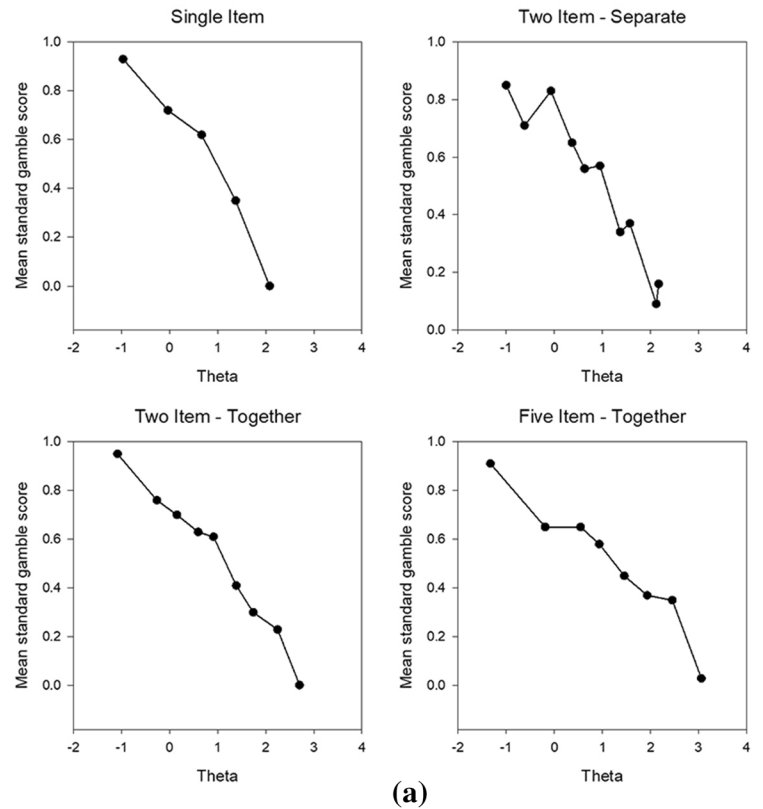 Single Item
Mean standard gamble score
1.0
0.8
0.6
0.4
0.2
0.0
-2 -1 0 1 2 3 4
Theta
Two Item - Separate
Mean standard gamble score
1.0
0.8
0.6
0.4
0.2
0.0
-2 -1 0 1 2 3 4
Theta
Two Item - Together
Mean standard gamble score
1.0
0.8
0.6
0.4
0.2
0.0
-2 -1 0 1 2 3 4
Theta
Five Item - Together
Mean standard gamble score
1.0
0.8
0.6
0.4
0.2
0.0
-2 -1 0 1 2 3 4
Theta
(a)